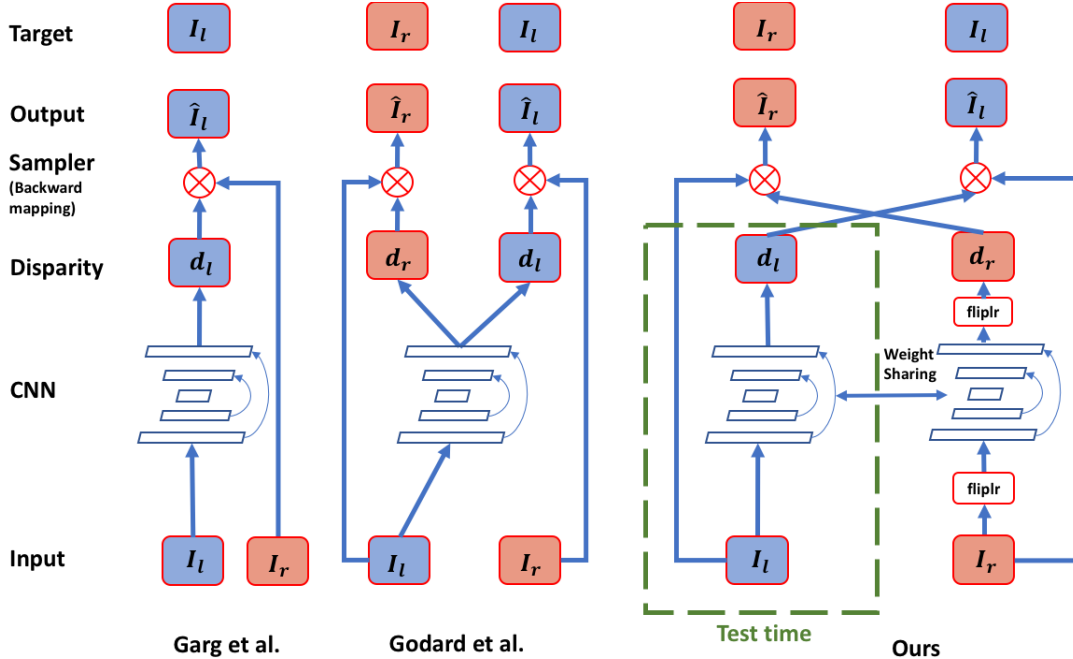 Target I_l I_r I_l I_r I_l
Output Î_l Î_r Î_l Î_r Î_l
Sampler
(Backward
mapping)
Disparity d_l d_r d_l d_l d_r
fliplr
Weight
Sharing
CNN
fliplr
Input I_l I_r I_l I_r I_l I_r
Test time
Garg et al. Godard et al. Ours